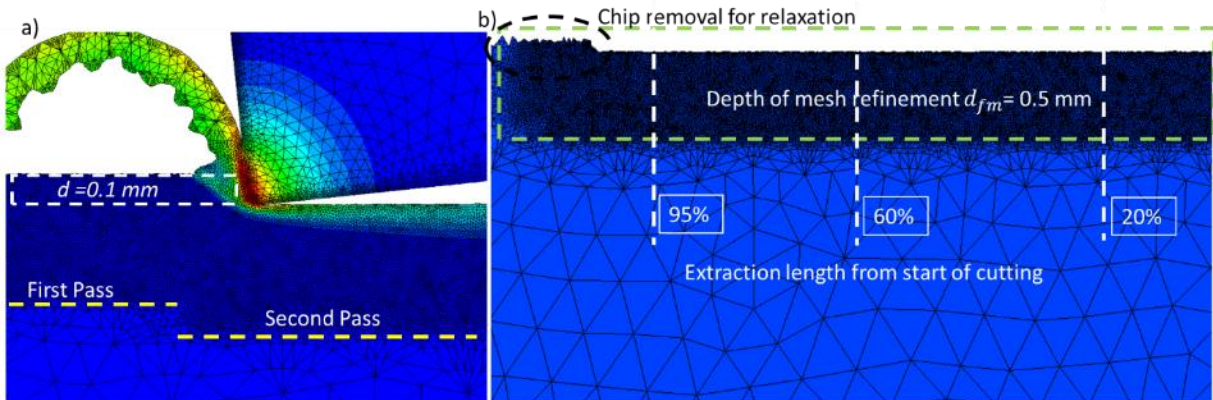 a)
d =0.1 mm
First Pass
Second Pass
b)
Chip removal for relaxation
Depth of mesh refinement d_fm= 0.5 mm
95%
60%
20%
Extraction length from start of cutting